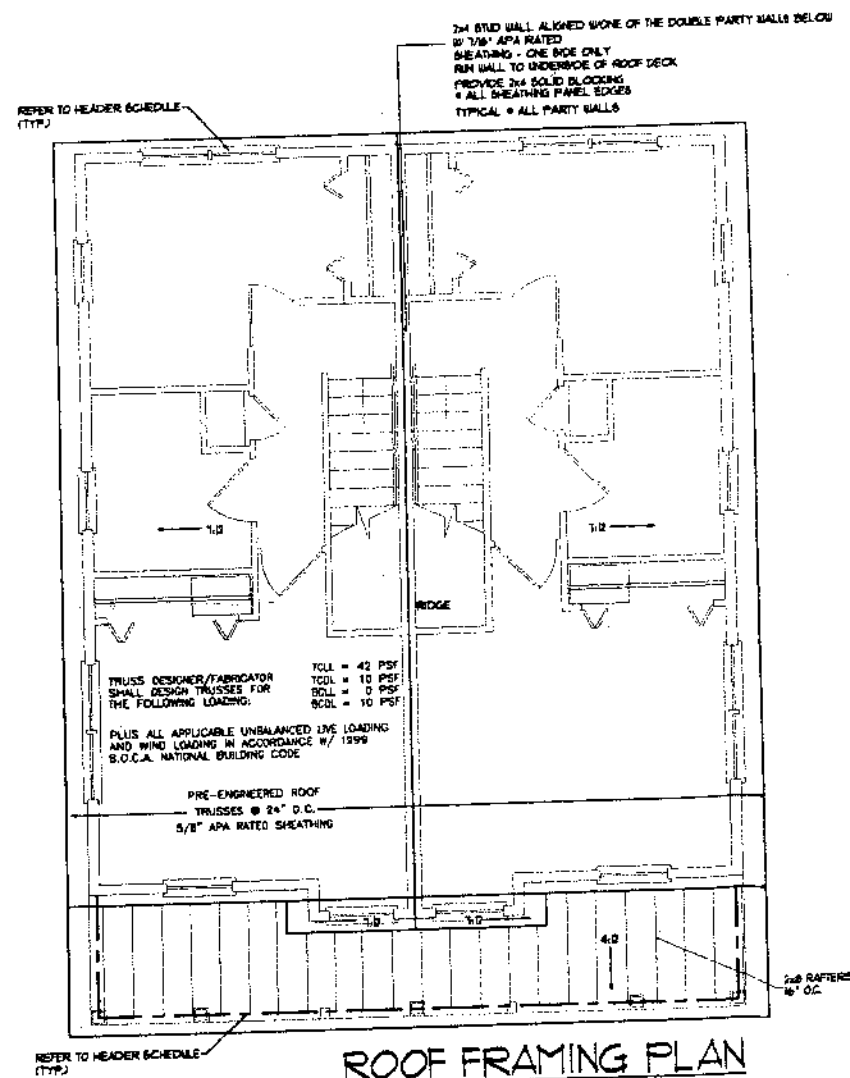 2x4 STUD WALL ALIGNED W/ONE OF THE DOUBLE PARTY WALLS BELOW
W/ 7/16" APA RATED
SHEATHING - ONE SIDE ONLY
RUN WALL TO UNDERSIDE OF ROOF DECK
PROVIDE 2x4 SOLID BLOCKING
@ ALL SHEATHING PANEL EDGES
TYPICAL @ ALL PARTY WALLS
REFER TO HEADER SCHEDULE
(TYP.)
RIDGE
TRUSS DESIGNER/FABRICATOR
SHALL DESIGN TRUSSES FOR
THE FOLLOWING LOADING:
TCLL = 42 PSF
TCDL = 10 PSF
BCLL = 0 PSF
BCDL = 10 PSF
PLUS ALL APPLICABLE UNBALANCED LIVE LOADING
AND WIND LOADING IN ACCORDANCE W/ 1999
B.O.C.A. NATIONAL BUILDING CODE
PRE-ENGINEERED ROOF
TRUSSES @ 24" O.C.
5/8" APA RATED SHEATHING
4:12
2x8 RAFTERS
16" O.C.
REFER TO HEADER SCHEDULE
(TYP.)
ROOF FRAMING PLAN